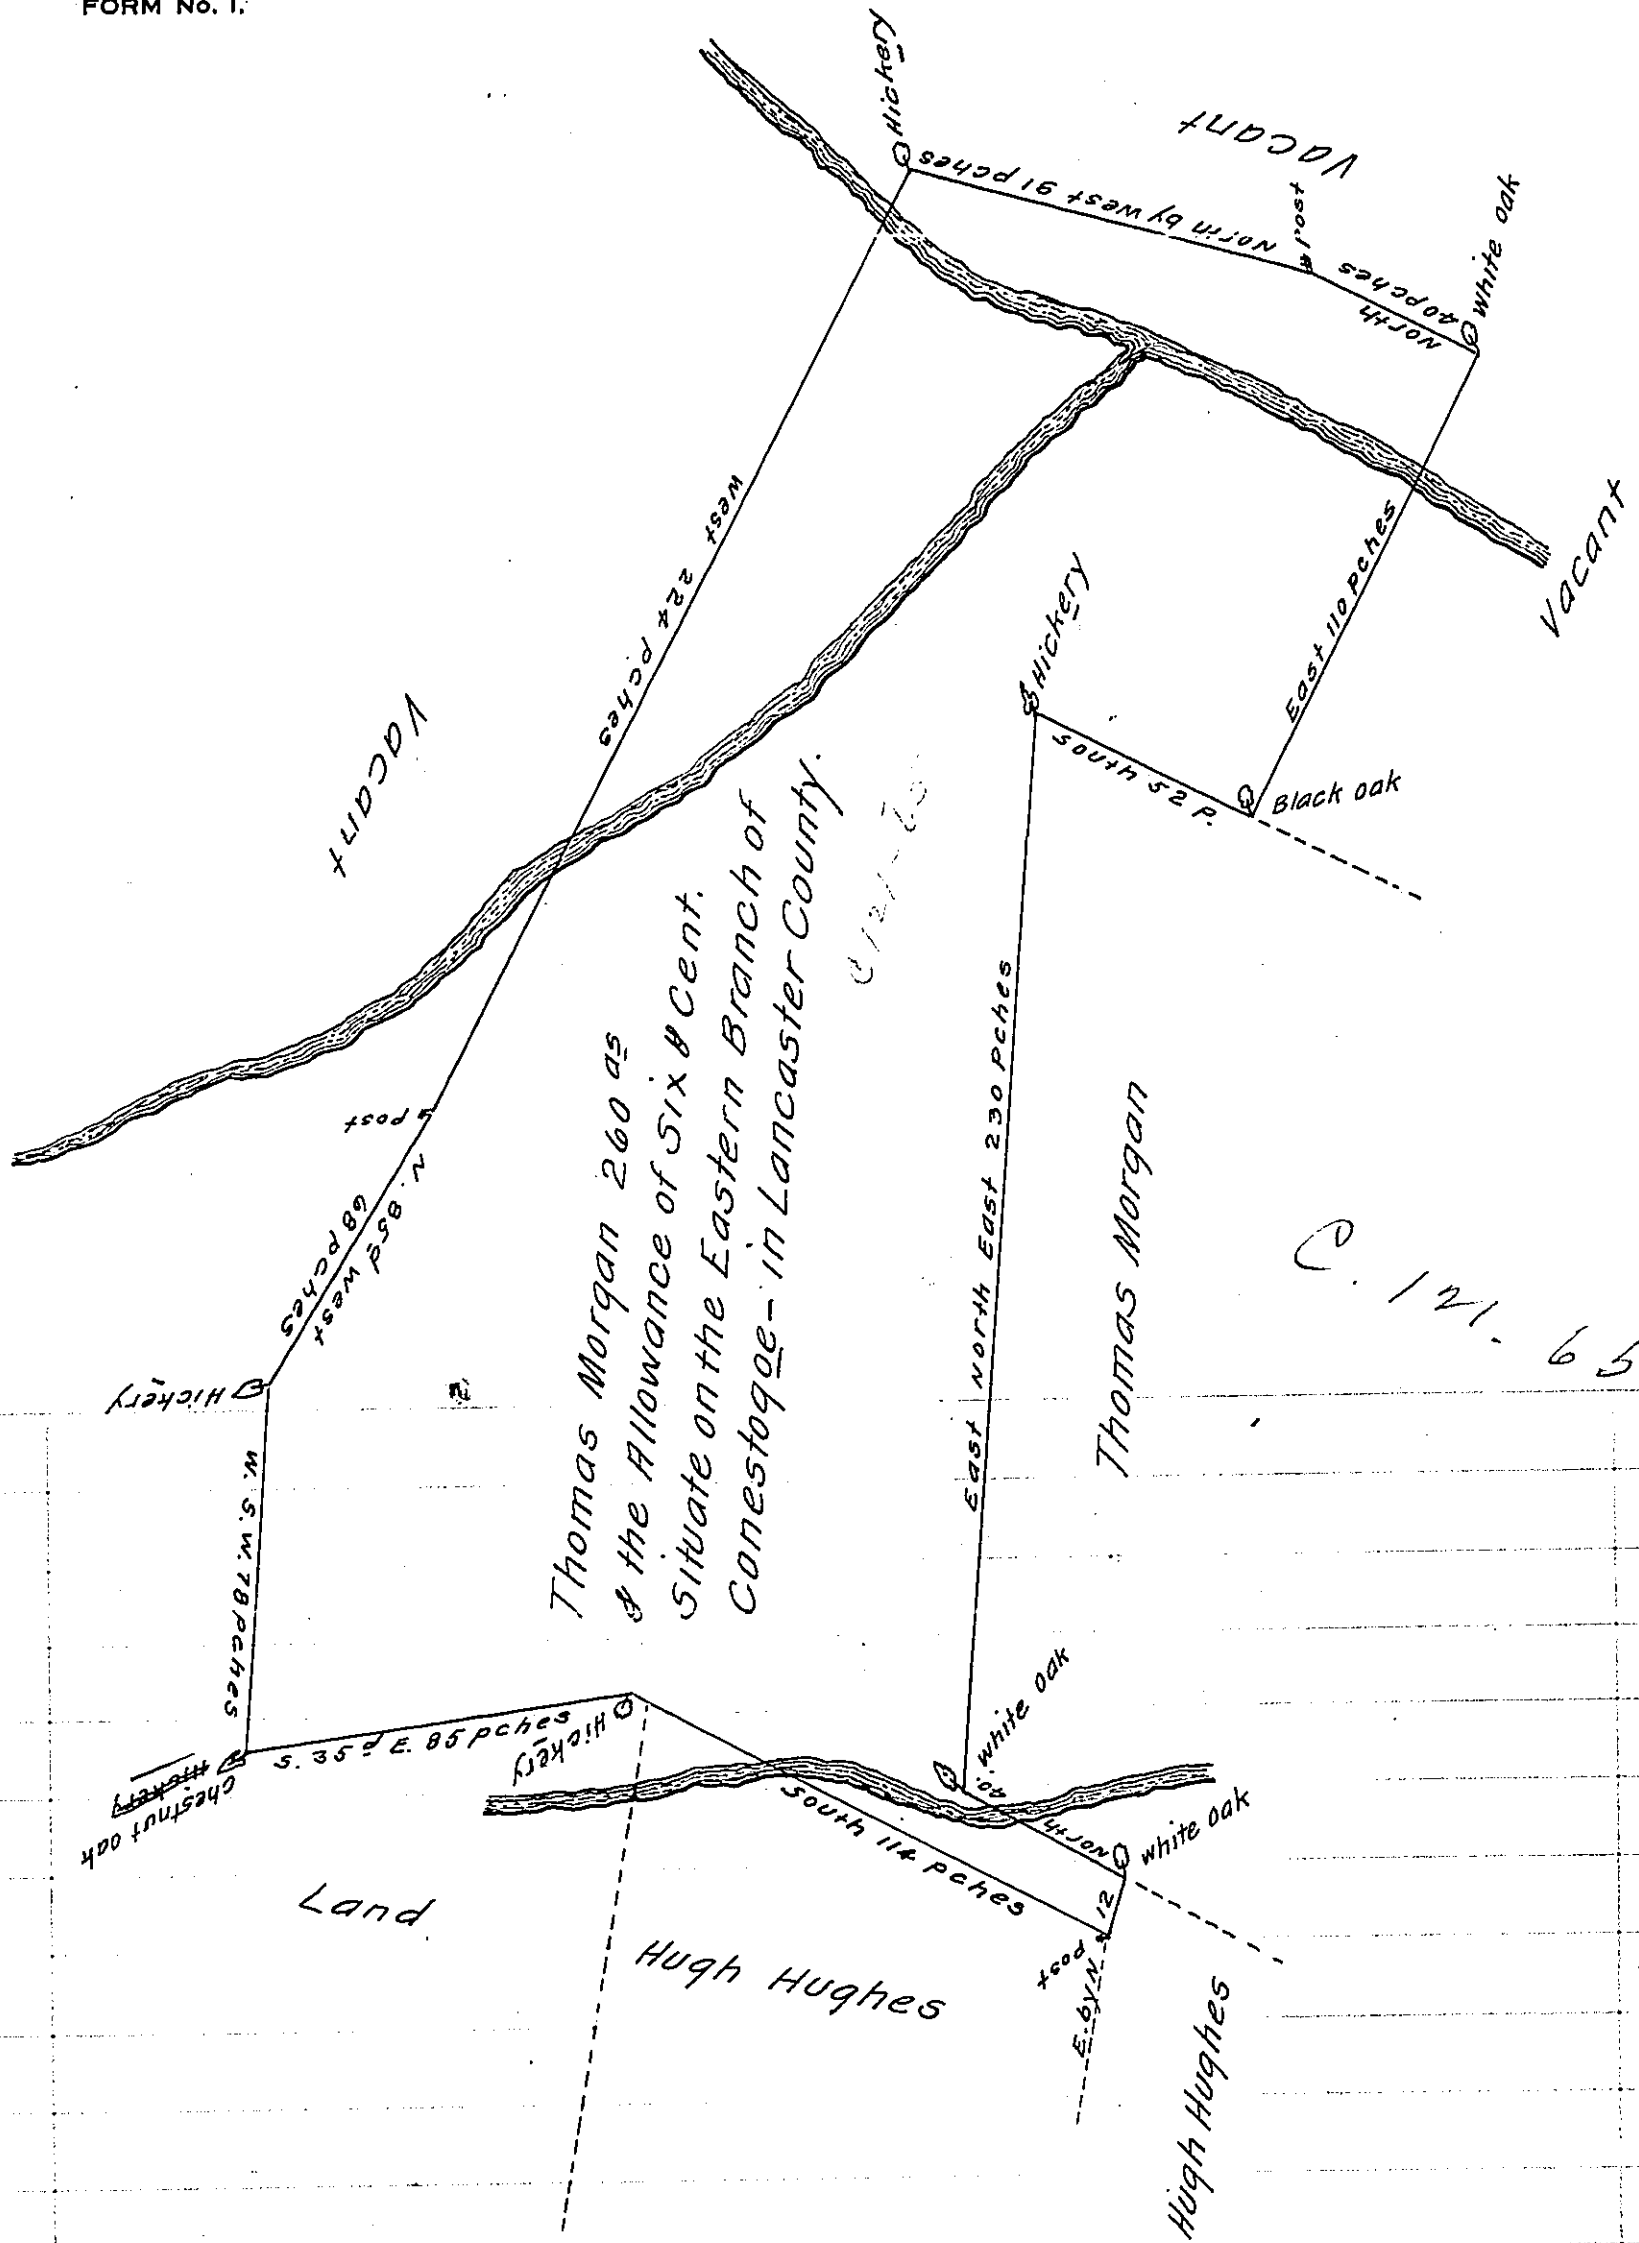 FORM No. 1.
Hickery
Vacant
North by West 91 pches
post
North
40 pches
White oak
West
224 pches
East 110 pches
Vacant
Vacant
Hickery
South 52 P.
Black oak
Thomas Morgan 260 as
& the Allowance of Six ⅌ Cent.
Situate on the Eastern Branch of
Conestogoe - in Lancaster County.
C 121-65
post
N. 85d West
68 pches
East North East 230 pches
Thomas Morgan
C. 121. 65
Hickery
W. S. W. 78 pches
Hickery
chestnut oak
S. 35d E. 85 pches
Hickery
South 114 pches
white oak
North
40.
white oak
12
post
E. by N.
Land
Hugh Hughes
Hugh Hughes